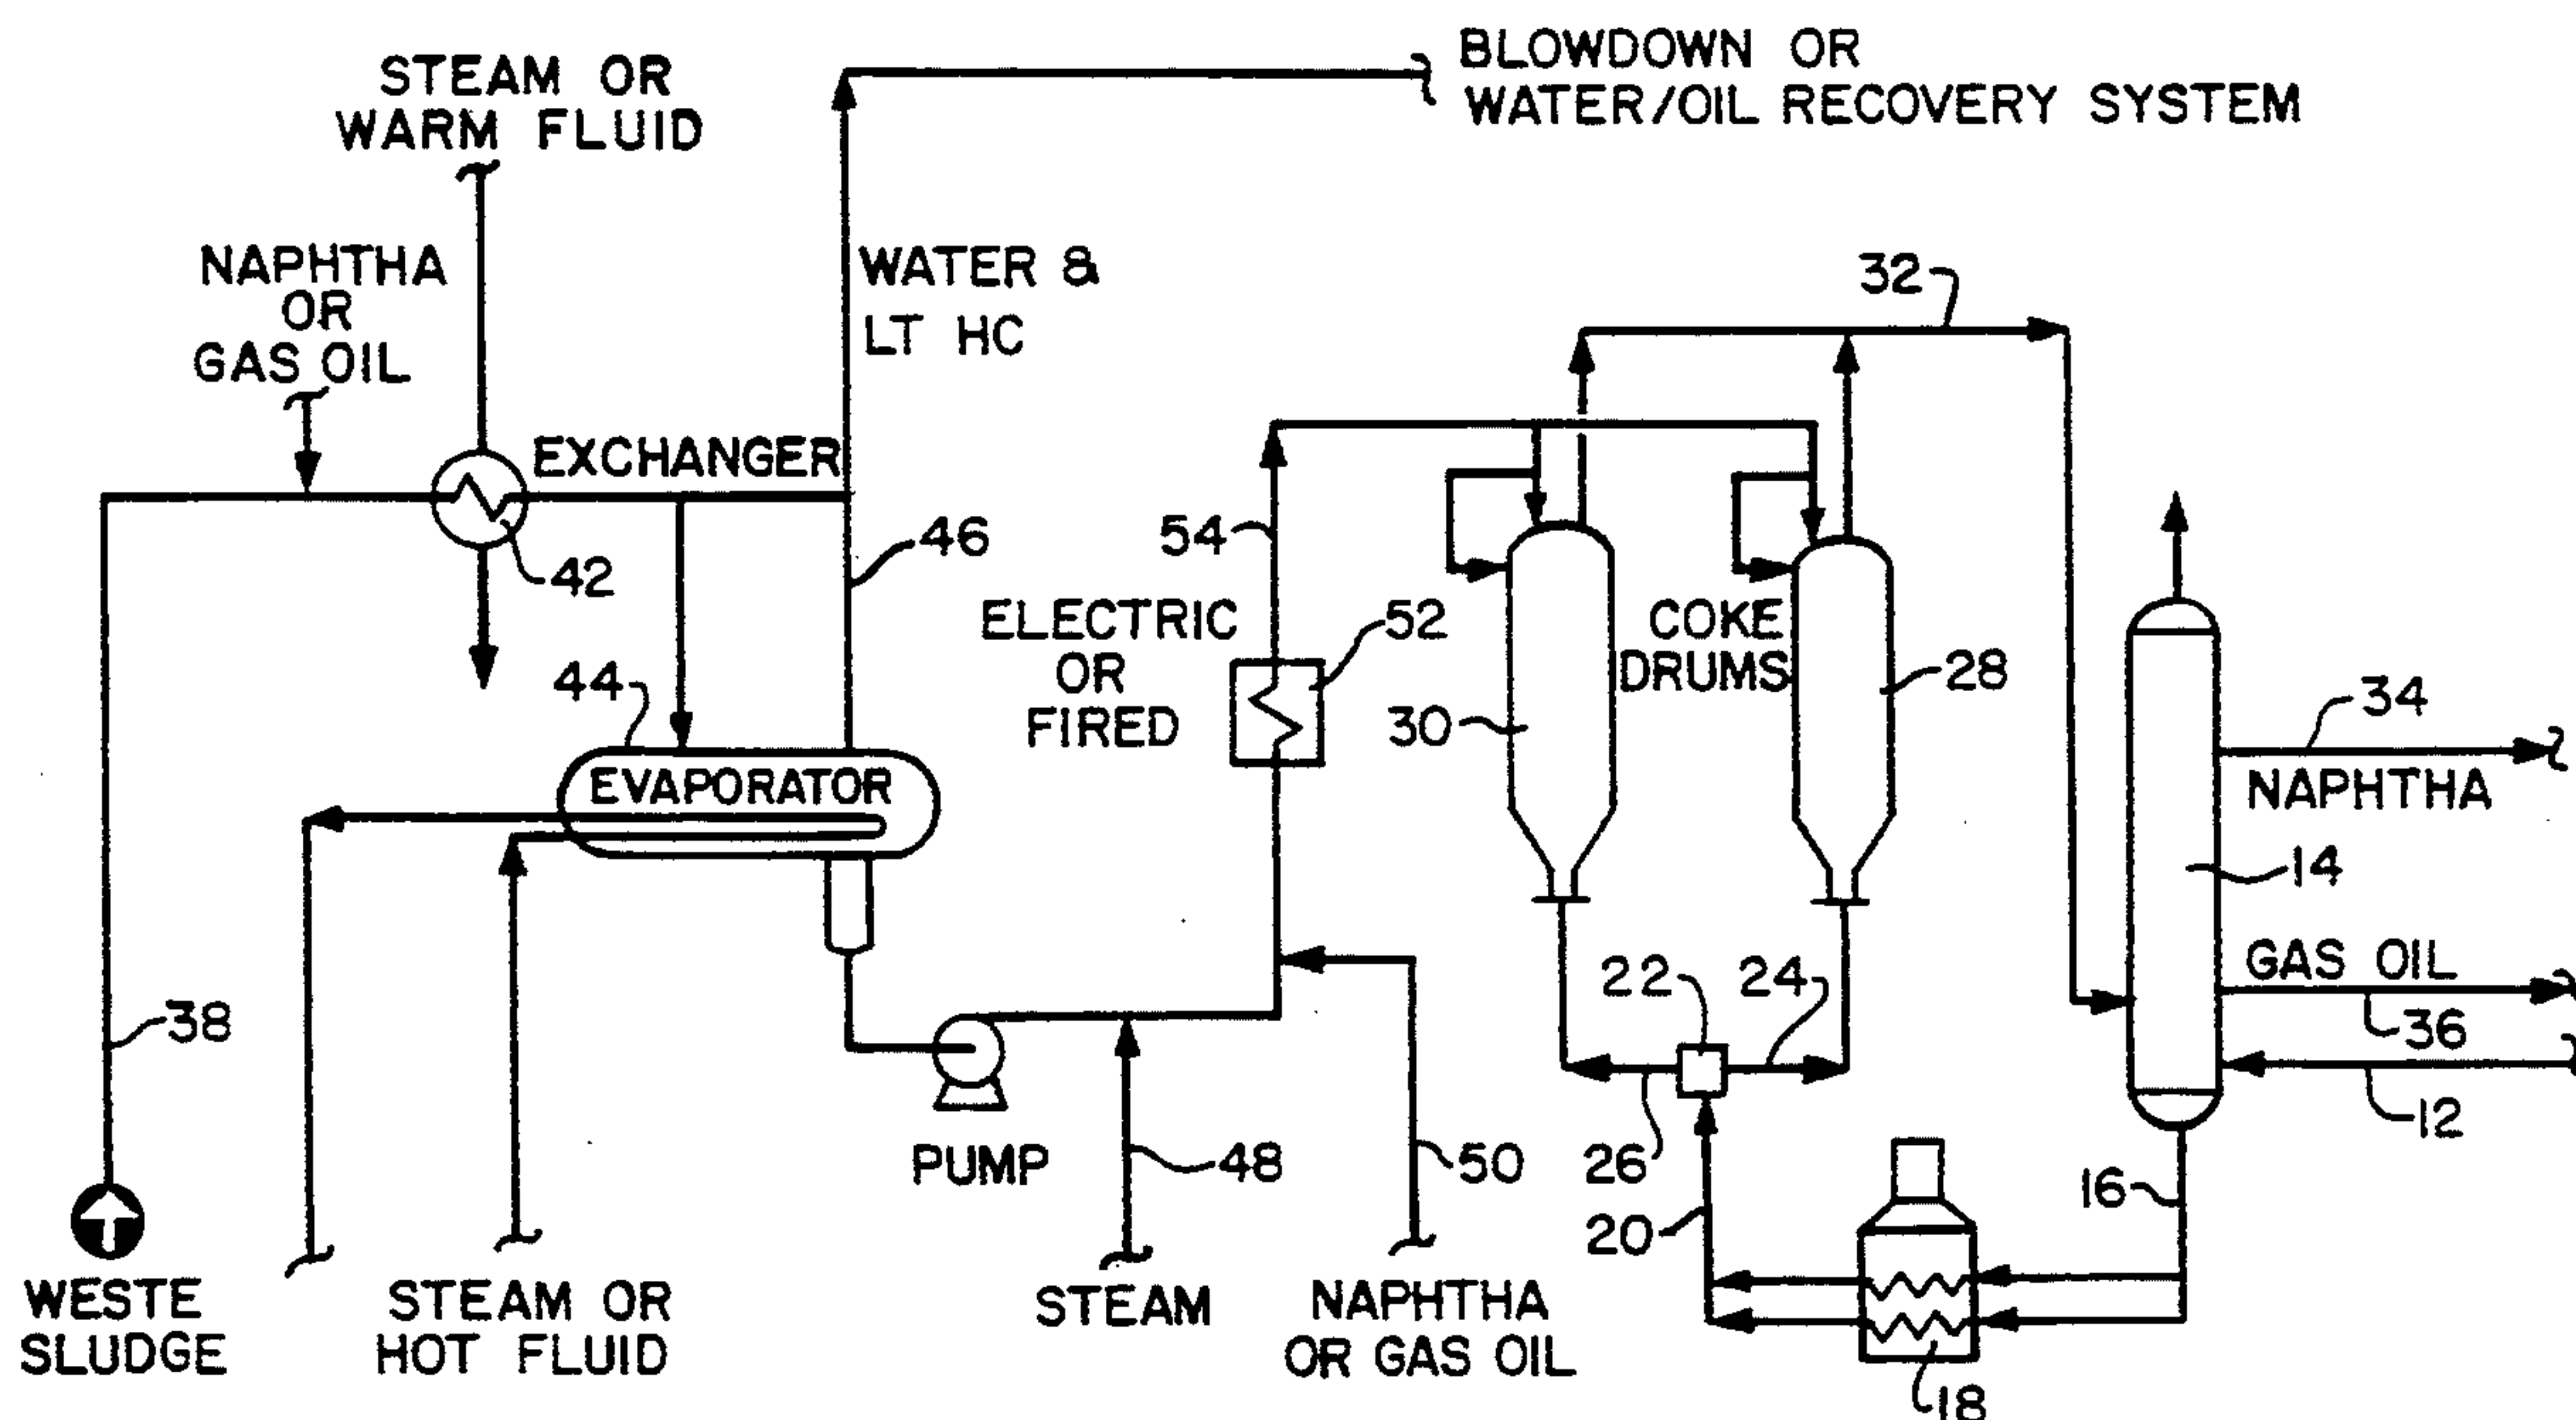 BLOWDOWN OR
WATER/OIL RECOVERY SYSTEM
STEAM OR
WARM FLUID
NAPHTHA
OR
GAS OIL
WATER &
LT HC
32
EXCHANGER
42
46
54
ELECTRIC
OR
FIRED
52
COKE
DRUMS
30
28
44
EVAPORATOR
34
NAPHTHA
14
GAS OIL
36
12
22
24
38
PUMP
48
50
26
20
16
WESTE
SLUDGE
STEAM OR
HOT FLUID
STEAM
NAPHTHA
OR GAS OIL
18